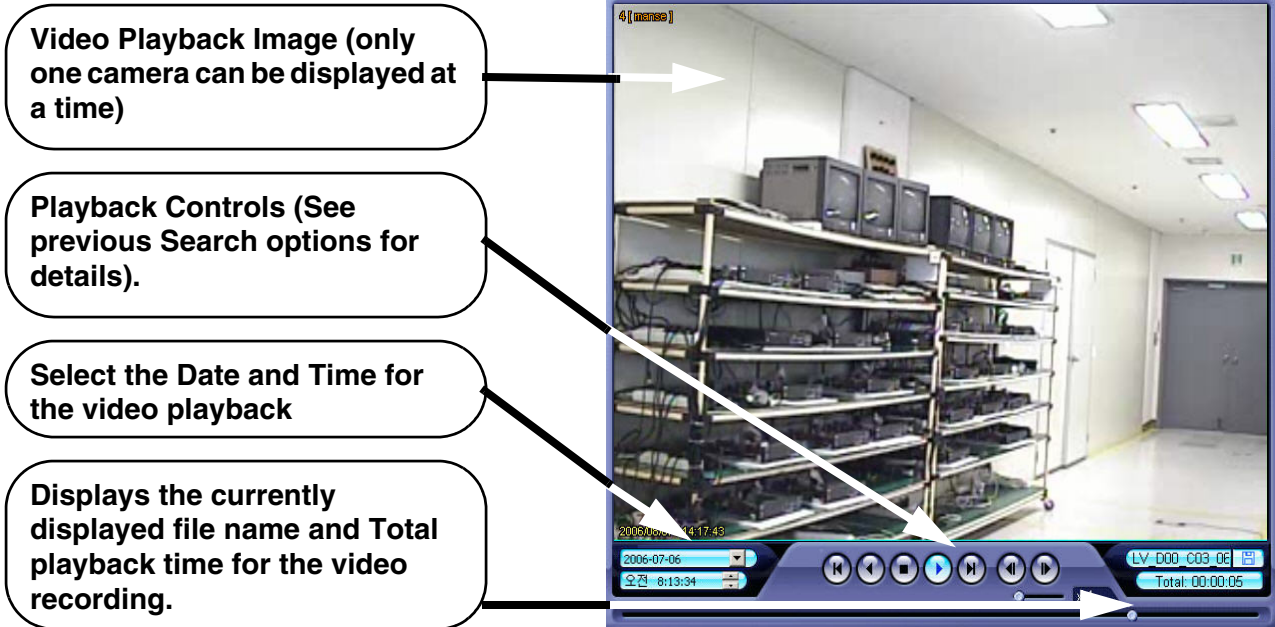 Video Playback Image (only
one camera can be displayed at
a time)
Playback Controls (See
previous Search options for
details).
Select the Date and Time for
the video playback
Displays the currently
displayed file name and Total
playback time for the video
recording.
4 [manse]
14:17:43
2006-07-06
오전 8:13:34
LV_D00_C03_06
Total: 00:00:05